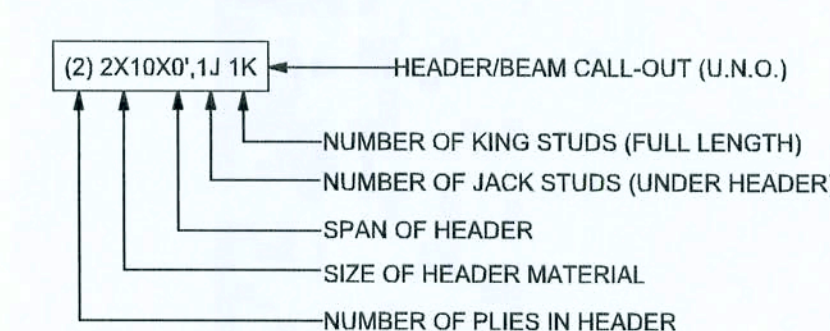 (2) 2X10X0',1J 1K
HEADER/BEAM CALL-OUT (U.N.O.)
NUMBER OF KING STUDS (FULL LENGTH)
NUMBER OF JACK STUDS (UNDER HEADER)
SPAN OF HEADER
SIZE OF HEADER MATERIAL
NUMBER OF PLIES IN HEADER